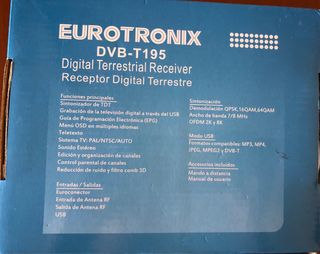 EUROTRONIX
DVB-T195
Digital Terrestrial Receiver
Receptor Digital Terrestre
Funciones principales
Sintonizador de TDT
Grabación de la televisión digital a través del USB
Guía de Programación Electrónica (EPG)
Menú OSD en multiples idiomas
Teletexto
Sistema TV: PAL/NTSC/AUTO
Sonido Estéreo
Edición y organización de canales
Control parental de canales
Reducción de ruido y filtro comb 3D
Entradas / Salidas
Euroconector
Entrada de Antena RF
Salida de Antena RF
USB
Sintonización
Demodulación QPSK,16QAM,64QAM
Ancho de banda 7/8 MHz
OFDM 2K y 8K
Modo USB
Formatos compatibles: MP3, MP4,
JPEG, MPEG2 y DVB-T
Accesorios incluidos
Mando a distancia
Manual de usuario